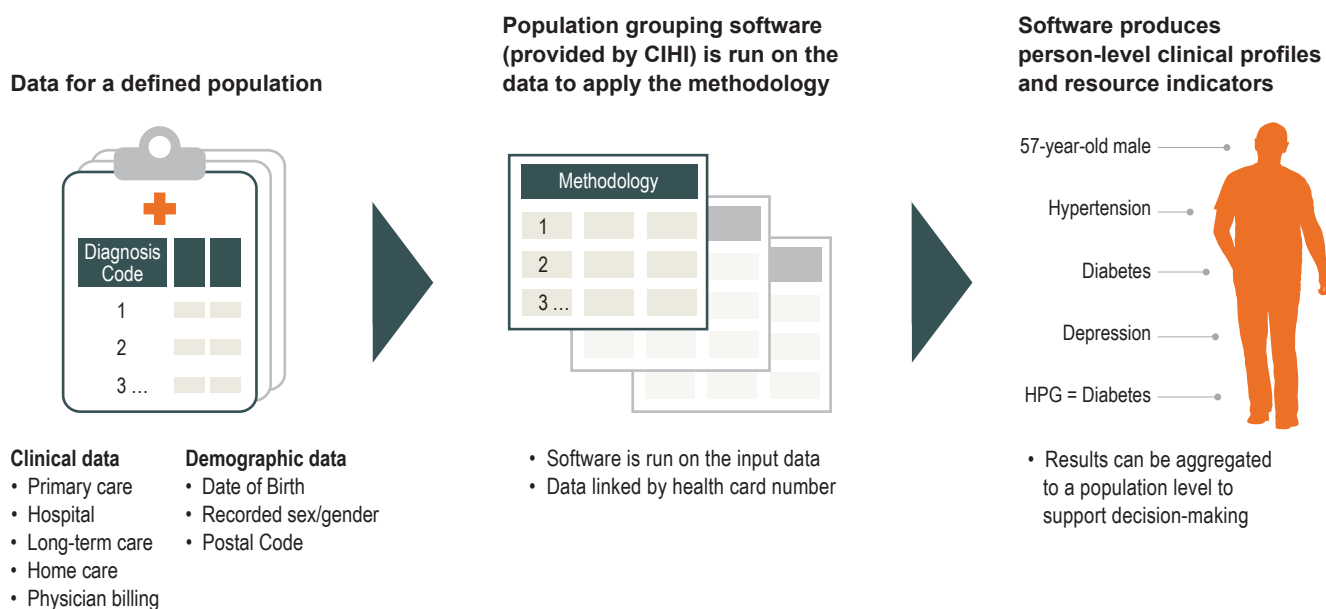 Data for a defined population
Diagnosis
Code
1
2
3 ...
Clinical data
• Primary care
• Hospital
• Long-term care
• Home care
• Physician billing
Demographic data
• Date of Birth
• Recorded sex/gender
• Postal Code
Population grouping software
(provided by CIHI) is run on the
data to apply the methodology
Methodology
1
2
3 ...
• Software is run on the input data
• Data linked by health card number
Software produces
person-level clinical profiles
and resource indicators
57-year-old male
Hypertension
Diabetes
Depression
HPG = Diabetes
• Results can be aggregated
to a population level to
support decision-making